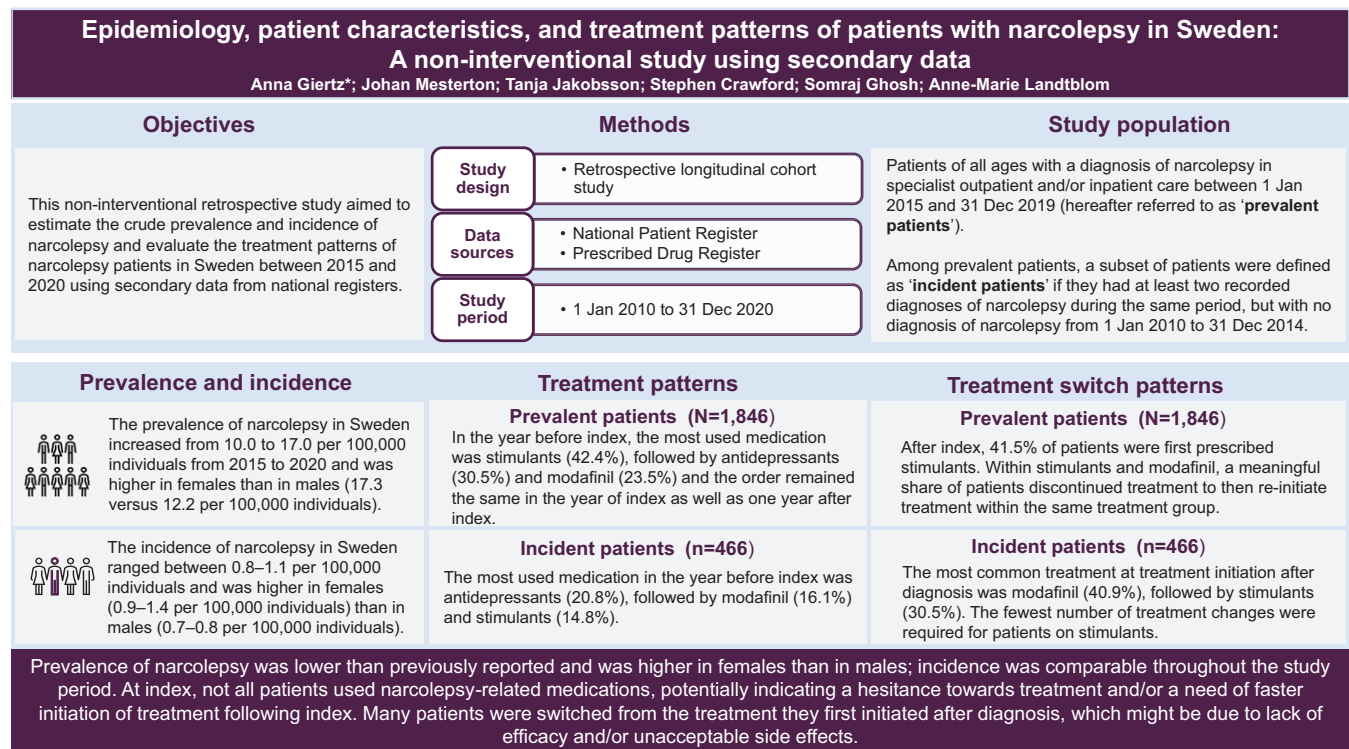 Epidemiology, patient characteristics, and treatment patterns of patients with narcolepsy in Sweden:
A non-interventional study using secondary data
Anna Giertz*; Johan Mesterton; Tanja Jakobsson; Stephen Crawford; Somraj Ghosh; Anne-Marie Landtblom
Objectives
This non-interventional retrospective study aimed to
estimate the crude prevalence and incidence of
narcolepsy and evaluate the treatment patterns of
narcolepsy patients in Sweden between 2015 and
2020 using secondary data from national registers.
Methods
Study
design
• Retrospective longitudinal cohort
study
Data
sources
• National Patient Register
• Prescribed Drug Register
Study
period
• 1 Jan 2010 to 31 Dec 2020
Study population
Patients of all ages with a diagnosis of narcolepsy in
specialist outpatient and/or inpatient care between 1 Jan
2015 and 31 Dec 2019 (hereafter referred to as ‘prevalent
patients’).
Among prevalent patients, a subset of patients were defined
as ‘incident patients’ if they had at least two recorded
diagnoses of narcolepsy during the same period, but with no
diagnosis of narcolepsy from 1 Jan 2010 to 31 Dec 2014.
Prevalence and incidence
The prevalence of narcolepsy in Sweden
increased from 10.0 to 17.0 per 100,000
individuals from 2015 to 2020 and was
higher in females than in males (17.3
versus 12.2 per 100,000 individuals).
The incidence of narcolepsy in Sweden
ranged between 0.8–1.1 per 100,000
individuals and was higher in females
(0.9–1.4 per 100,000 individuals) than in
males (0.7–0.8 per 100,000 individuals).
Treatment patterns
Prevalent patients (N=1,846)
In the year before index, the most used medication
was stimulants (42.4%), followed by antidepressants
(30.5%) and modafinil (23.5%) and the order remained
the same in the year of index as well as one year after
index.
Incident patients (n=466)
The most used medication in the year before index was
antidepressants (20.8%), followed by modafinil (16.1%)
and stimulants (14.8%).
Treatment switch patterns
Prevalent patients (N=1,846)
After index, 41.5% of patients were first prescribed
stimulants. Within stimulants and modafinil, a meaningful
share of patients discontinued treatment to then re-initiate
treatment within the same treatment group.
Incident patients (n=466)
The most common treatment at treatment initiation after
diagnosis was modafinil (40.9%), followed by stimulants
(30.5%). The fewest number of treatment changes were
required for patients on stimulants.
Prevalence of narcolepsy was lower than previously reported and was higher in females than in males; incidence was comparable throughout the study
period. At index, not all patients used narcolepsy-related medications, potentially indicating a hesitance towards treatment and/or a need of faster
initiation of treatment following index. Many patients were switched from the treatment they first initiated after diagnosis, which might be due to lack of
efficacy and/or unacceptable side effects.